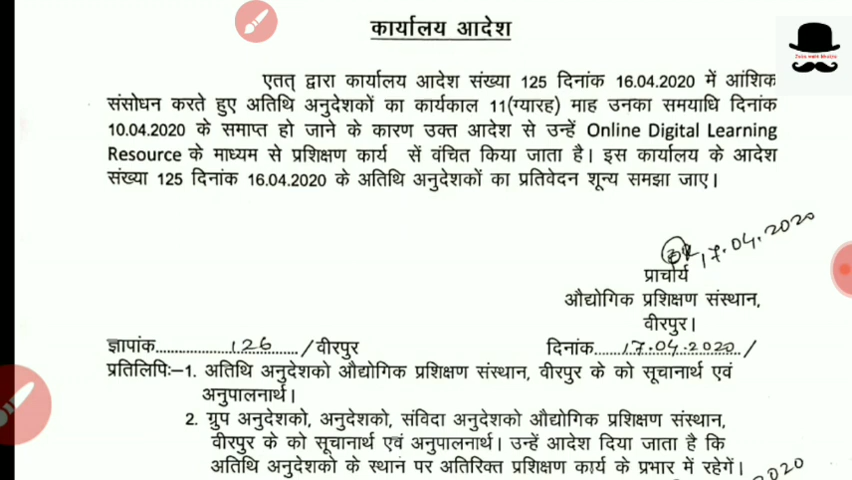 कार्यालय आदेश
एतत् द्वारा कार्यालय आदेश संख्या 125 दिनांक 16.04.2020 में आंशिक
संसोधन करते हुए अतिथि अनुदेशकों का कार्यकाल 11(ग्यारह) माह उनका समयाधि दिनांक
10.04.2020 के समाप्त हो जाने के कारण उक्त आदेश से उन्हें Online Digital Learning
Resource के माध्यम से प्रशिक्षण कार्य सें वंचित किया जाता है। इस कार्यालय के आदेश
संख्या 125 दिनांक 16.04.2020 के अतिथि अनुदेशकों का प्रतिवेदन शून्य समझा जाए।
17.04.2020
प्राचार्य
औद्योगिक प्रशिक्षण संस्थान,
वीरपुर।
ज्ञापांक.......126......./वीरपुर दिनांक.....17.04.2020../
प्रतिलिपिः–1. अतिथि अनुदेशको औद्योगिक प्रशिक्षण संस्थान, वीरपुर के को सूचानार्थ एवं
अनुपालनार्थ।
2. ग्रुप अनुदेशको, अनुदेशको, संविदा अनुदेशको औद्योगिक प्रशिक्षण संस्थान,
वीरपुर के को सूचानार्थ एवं अनुपालनार्थ। उन्हें आदेश दिया जाता है कि
अतिथि अनुदेशको के स्थान पर अतिरिक्त प्रशिक्षण कार्य के प्रभार में रहेगें।
2020